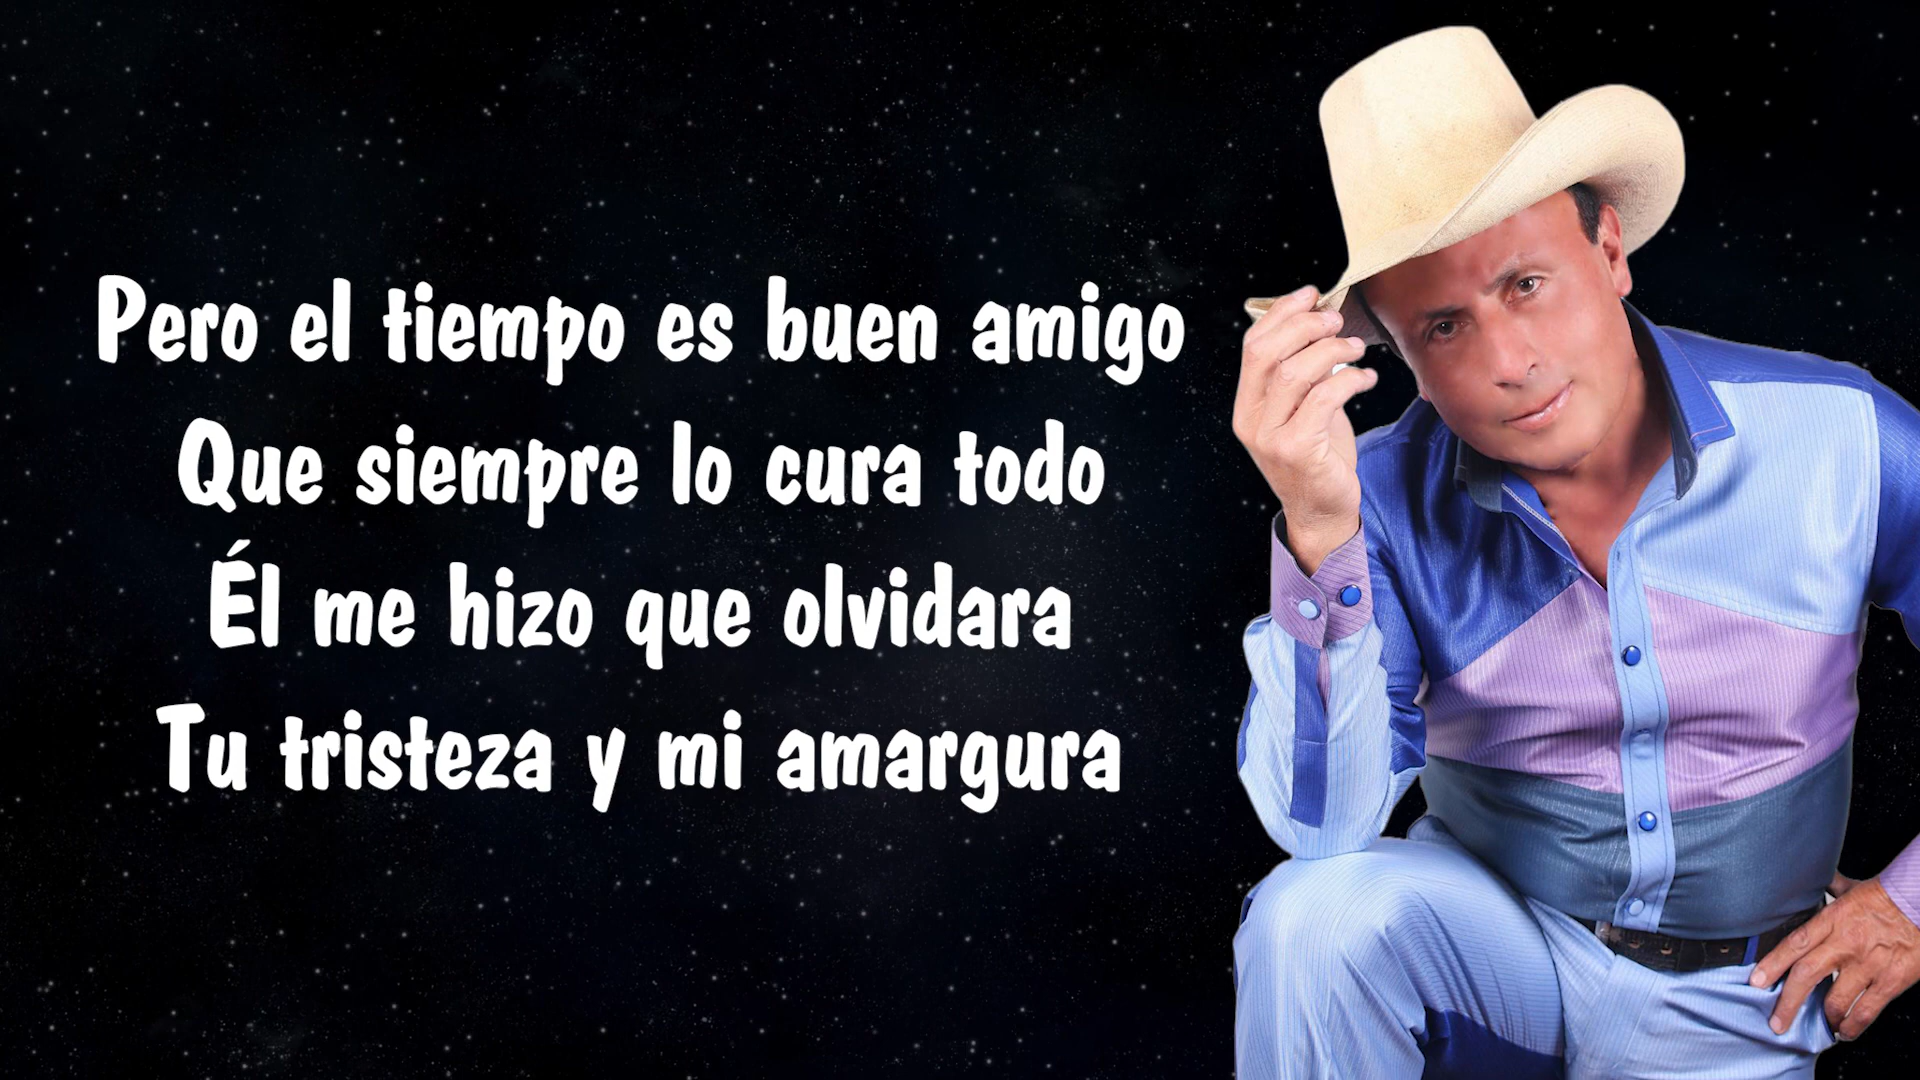 Pero el tiempo es buen amigo
Que siempre lo cura todo
Él me hizo que olvidara
Tu tristeza y mi amargura